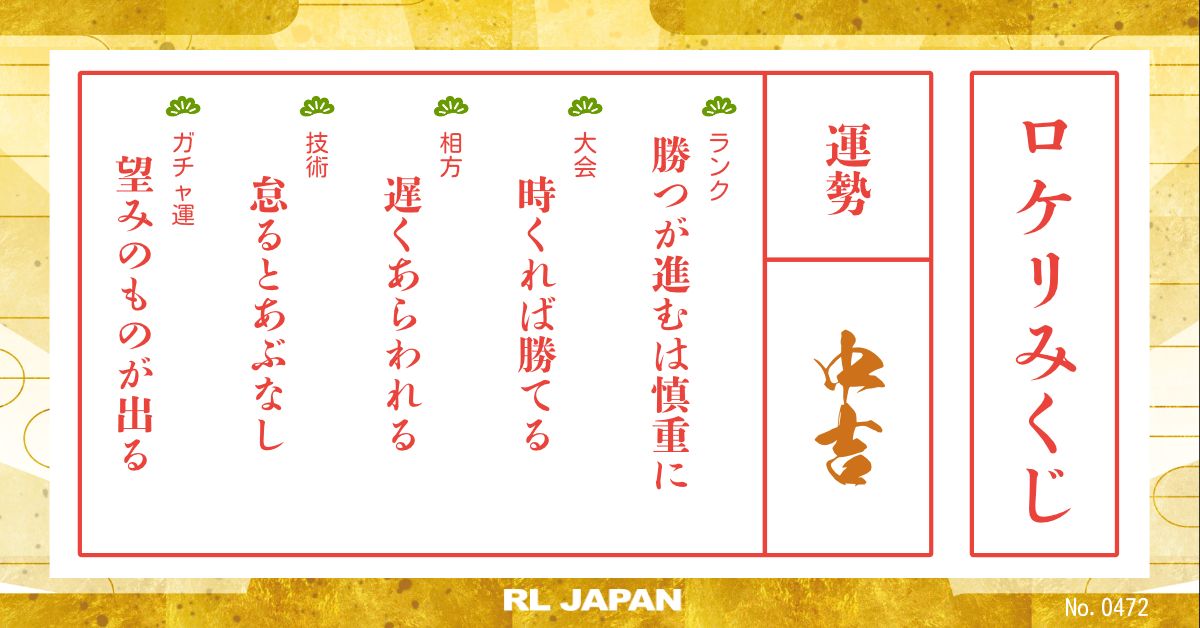 ロケリみくじ
運勢
中吉
ランク
勝つが進むは慎重に
大会
時くれば勝てる
相方
遅くあらわれる
技術
怠るとあぶなし
ガチャ運
望みのものが出る
RL JAPAN
No. 0472